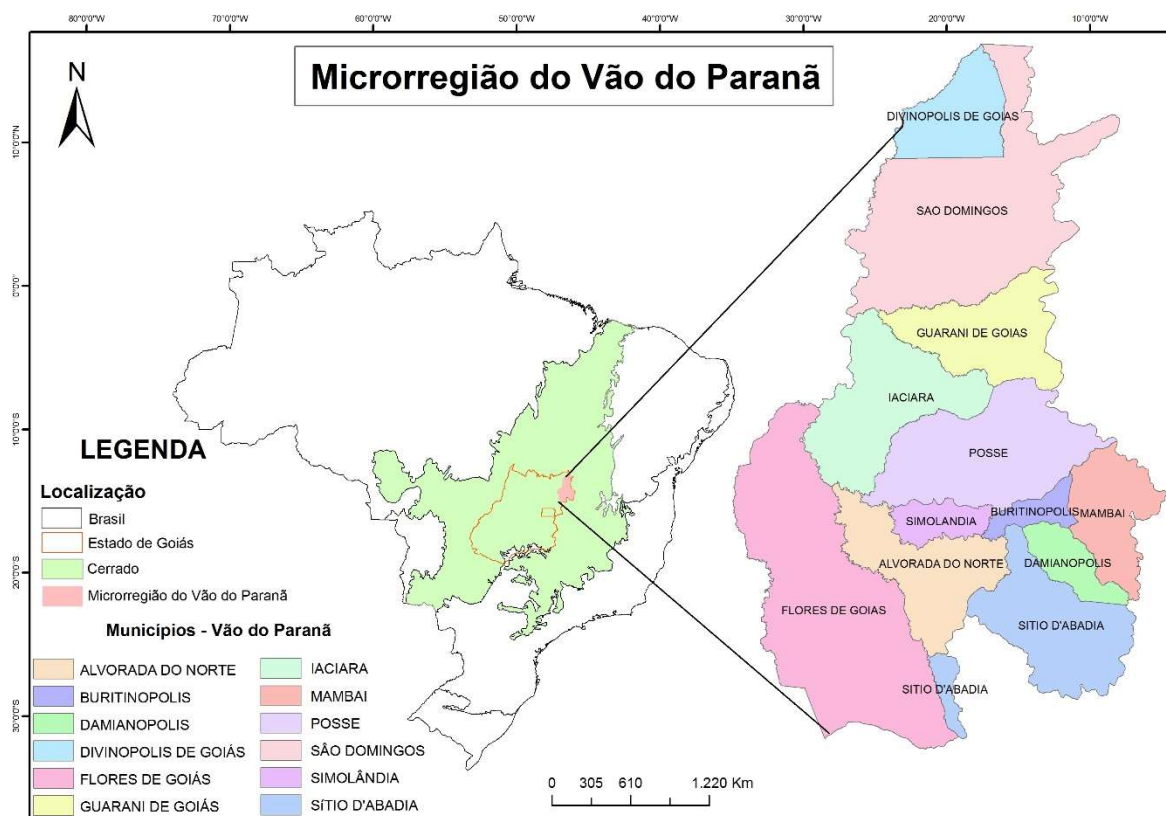 80°0'0"W 70°0'0"W 60°0'0"W 50°0'0"W 40°0'0"W 30°0'0"W 20°0'0"W 10°0'0"W
Microrregião do Vão do Paranã
N
10°0'0"N
0°0'0"
10°0'0"S
20°0'0"S
30°0'0"S
DIVINOPOLIS DE GOIAS
SAO DOMINGOS
GUARANI DE GOIAS
IACIARA
POSSE
BURITINOPOLIS
MAMBAI
SIMOLANDIA
ALVORADA DO NORTE
DAMIANOPOLIS
FLORES DE GOIAS
SITIO D'ABADIA
SITIO D'ABADIA
LEGENDA
Localização
Brasil
Estado de Goiás
Cerrado
Microrregião do Vão do Paranã
Municípios - Vão do Paranã
ALVORADA DO NORTE
BURITINOPOLIS
DAMIANOPOLIS
DIVINOPOLIS DE GOIÁS
FLORES DE GOIÁS
GUARANI DE GOIÁS
IACIARA
MAMBAI
POSSE
SÂO DOMINGOS
SIMOLÂNDIA
SíTIO D'ABADIA
0 305 610 1.220 Km